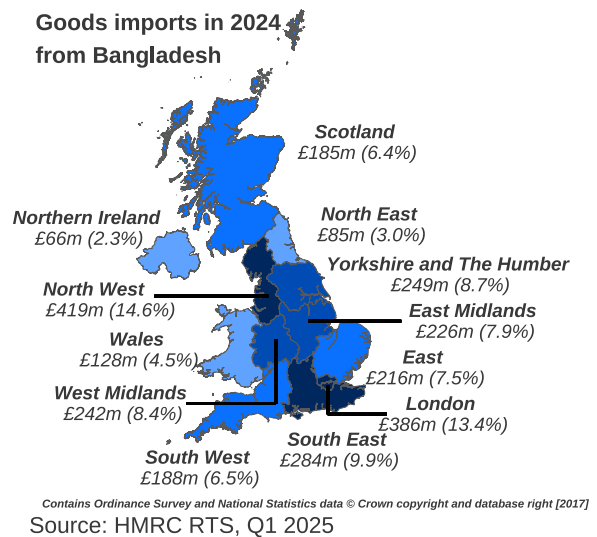 Goods imports in 2024
from Bangladesh
Scotland
£185m (6.4%)
Northern Ireland
£66m (2.3%)
North East
£85m (3.0%)
Yorkshire and The Humber
£249m (8.7%)
North West
£419m (14.6%)
East Midlands
£226m (7.9%)
Wales
£128m (4.5%)
East
£216m (7.5%)
West Midlands
£242m (8.4%)
London
£386m (13.4%)
South East
£284m (9.9%)
South West
£188m (6.5%)
Contains Ordinance Survey and National Statistics data © Crown copyright and database right [2017]
Source: HMRC RTS, Q1 2025